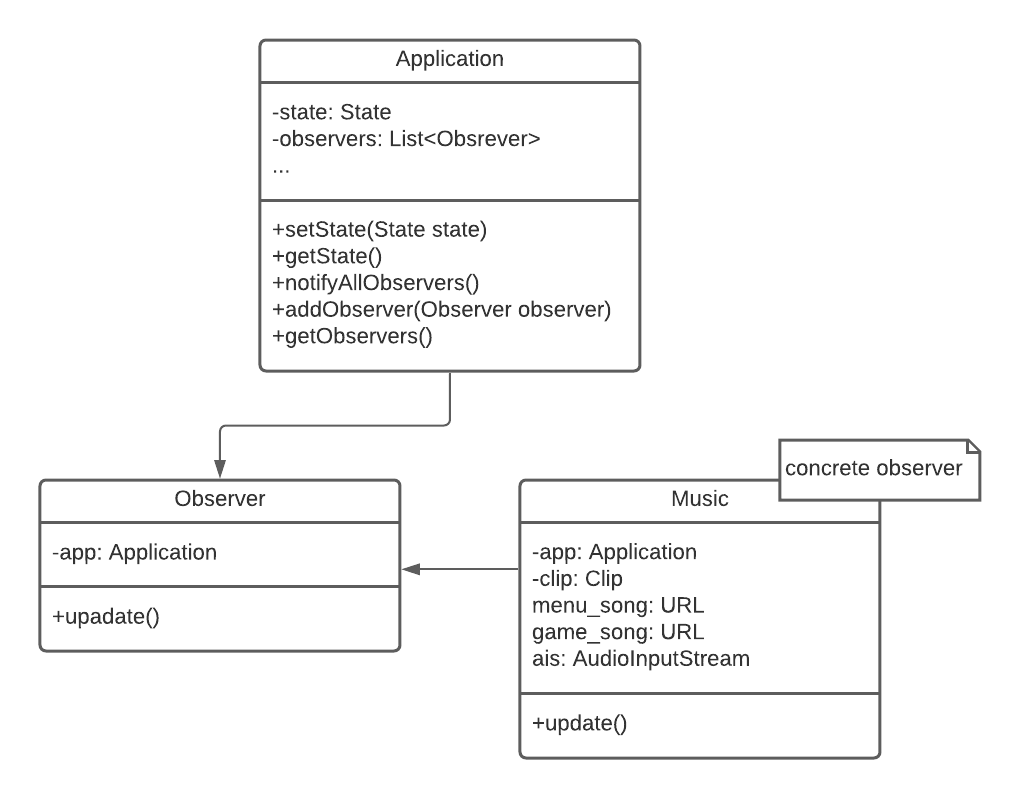 Application
-state: State
-observers: List<Obsrever>
...
+setState(State state)
+getState()
+notifyAllObservers()
+addObserver(Observer observer)
+getObservers()
concrete observer
Observer
-app: Application
+upadate()
Music
-app: Application
-clip: Clip
menu_song: URL
game_song: URL
ais: AudioInputStream
+update()